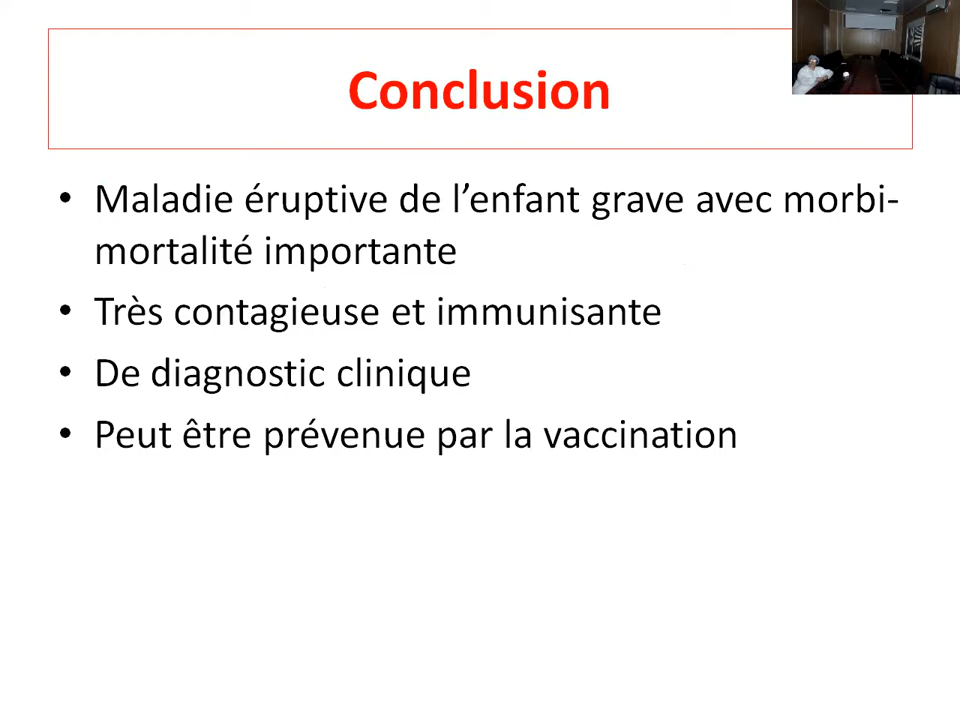 Conclusion
• Maladie éruptive de l’enfant grave avec morbi-
mortalité importante
• Très contagieuse et immunisante
• De diagnostic clinique
• Peut être prévenue par la vaccination